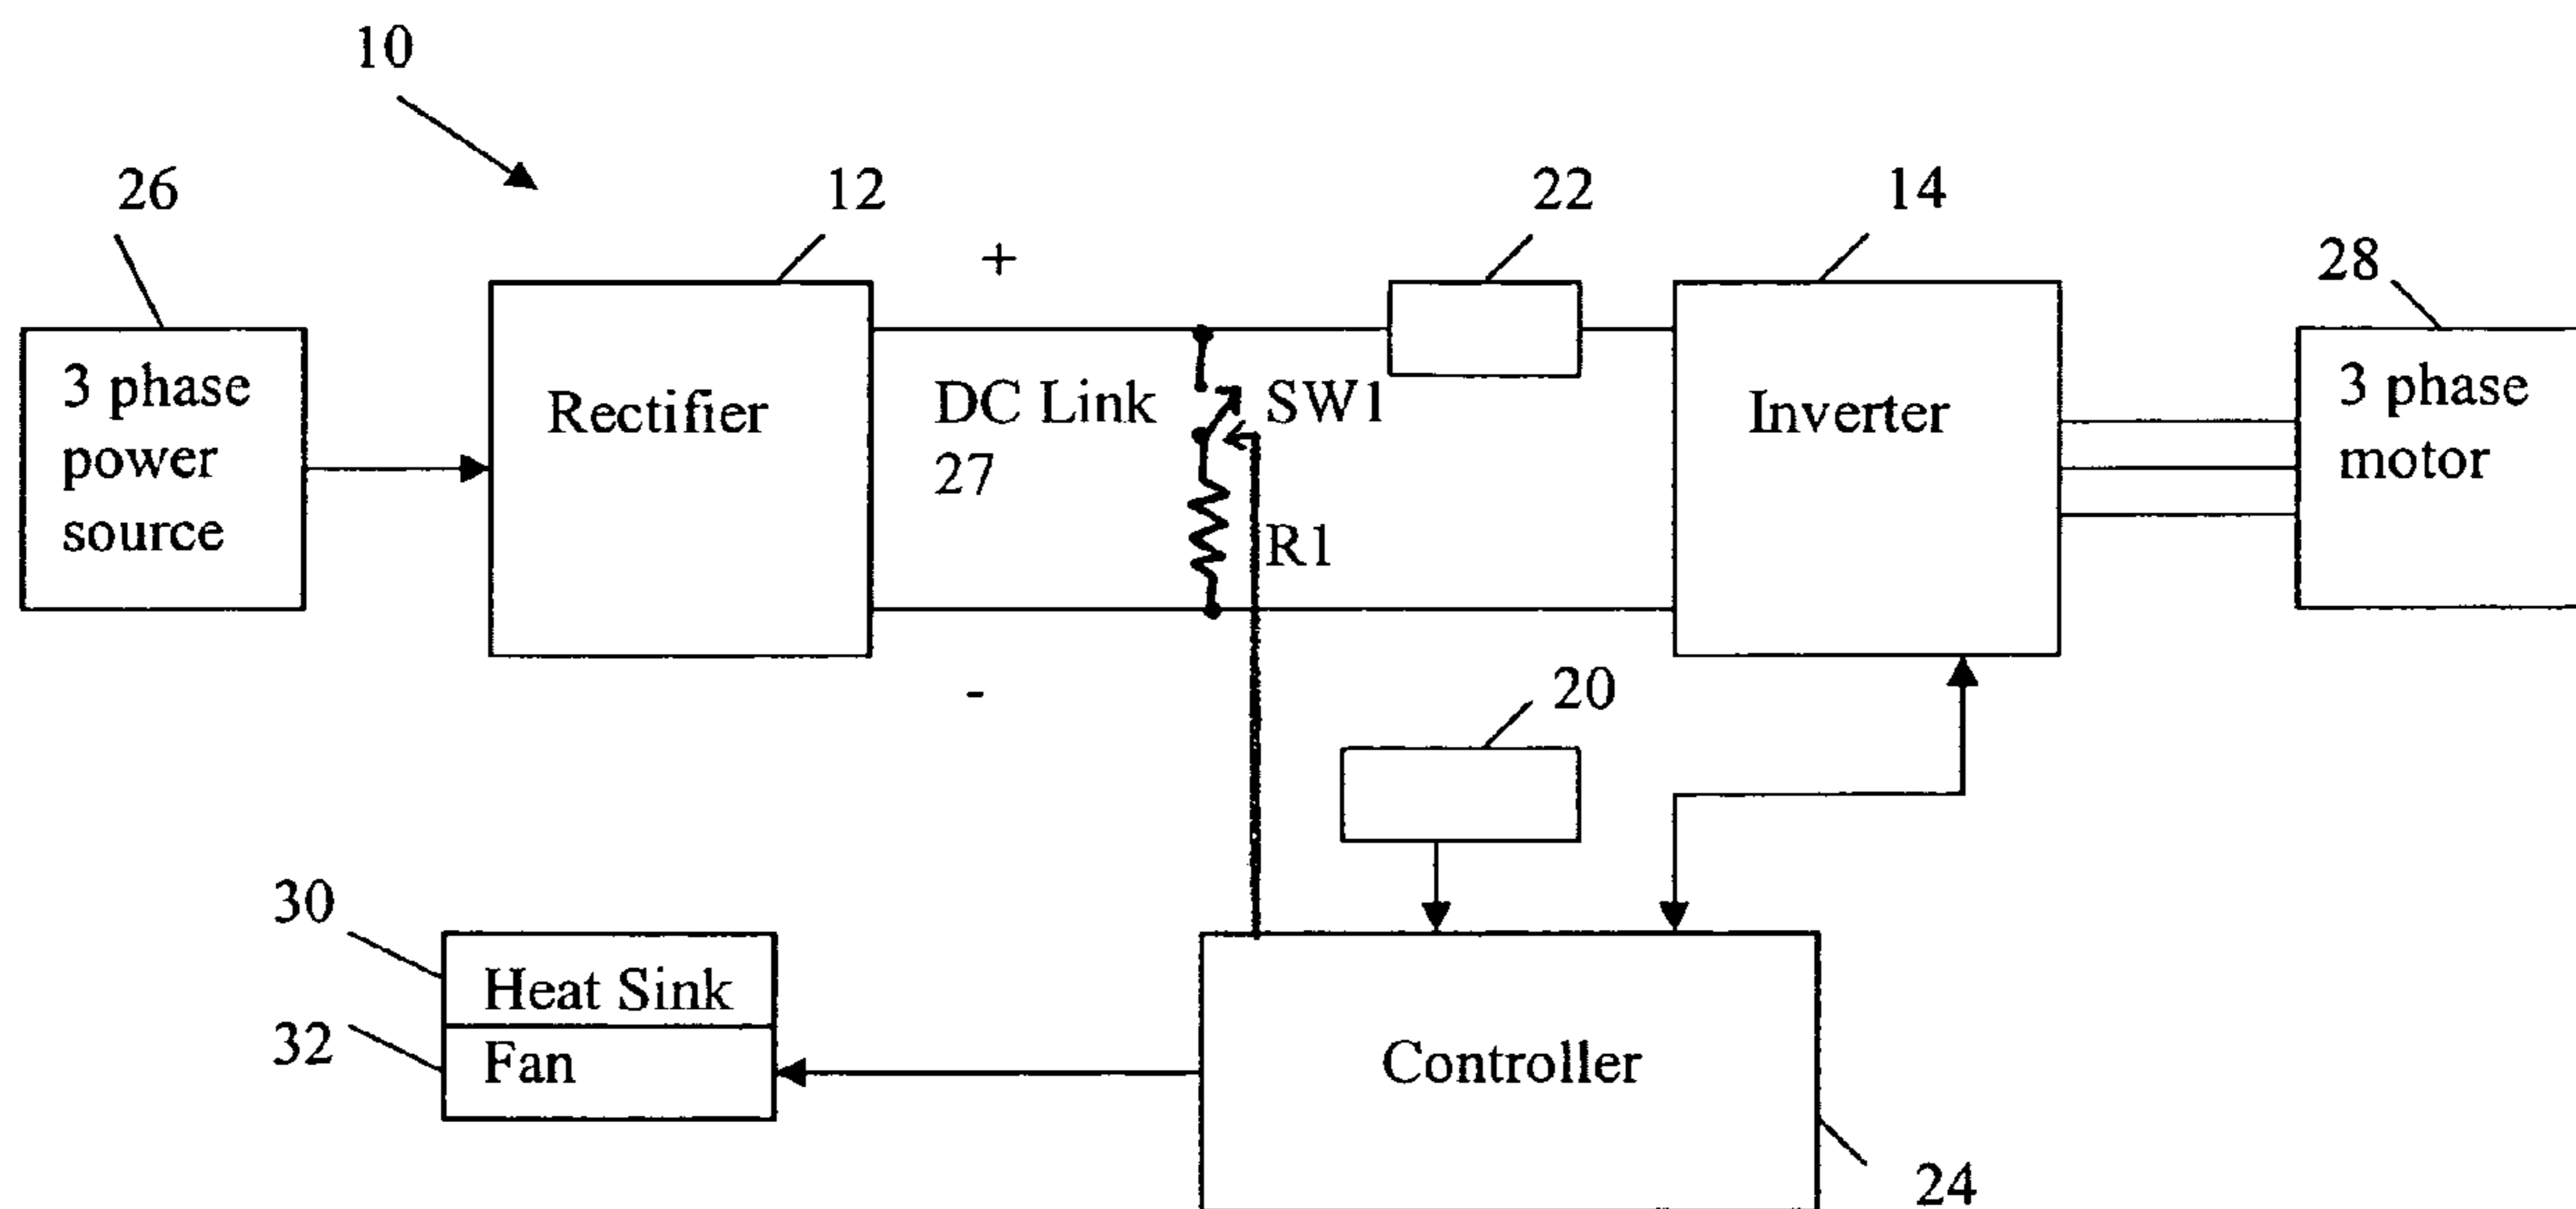 10
26
12
22
14
28
+
3 phase
power
source
Rectifier
DC Link
27
SW1
R1
Inverter
3 phase
motor
-
20
30
Heat Sink
32
Fan
Controller
24